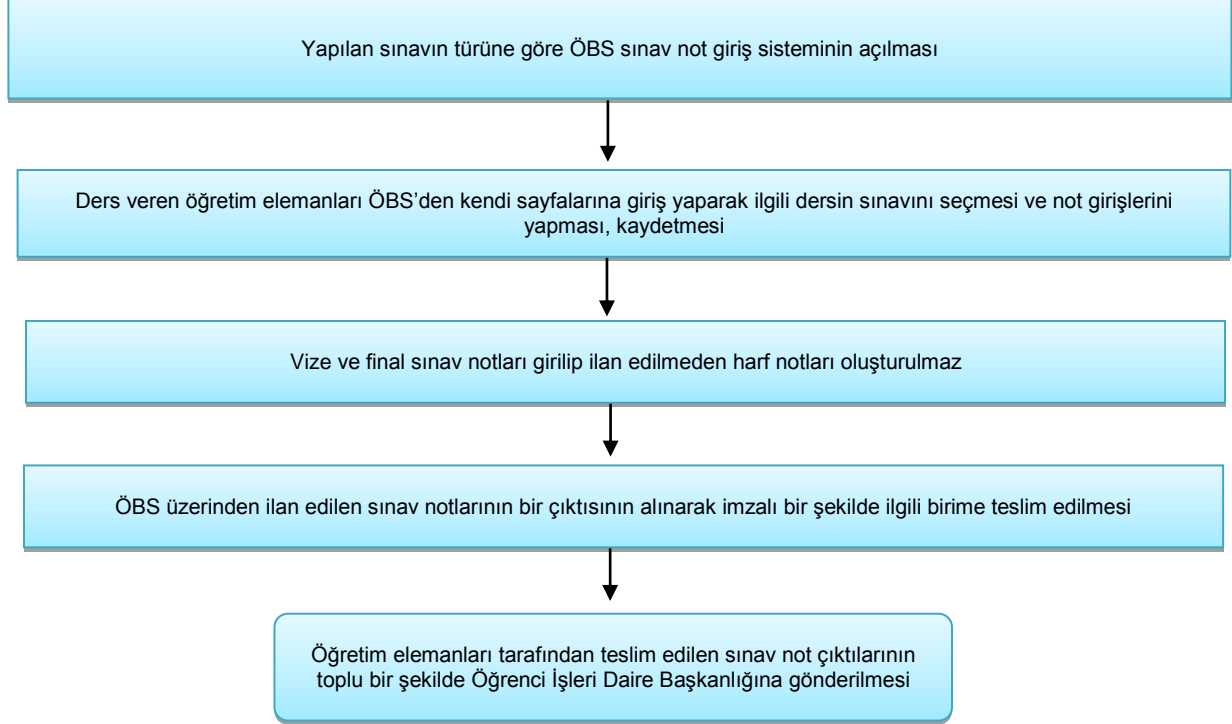 Yapılan sınavın türüne göre ÖBS sınav not giriş sisteminin açılması
Ders veren öğretim elemanları ÖBS’den kendi sayfalarına giriş yaparak ilgili dersin sınavını seçmesi ve not girişlerini
yapması, kaydetmesi
Vize ve final sınav notları girilip ilan edilmeden harf notları oluşturulmaz
ÖBS üzerinden ilan edilen sınav notlarının bir çıktısının alınarak imzalı bir şekilde ilgili birime teslim edilmesi
Öğretim elemanları tarafından teslim edilen sınav not çıktılarının
toplu bir şekilde Öğrenci İşleri Daire Başkanlığına gönderilmesi